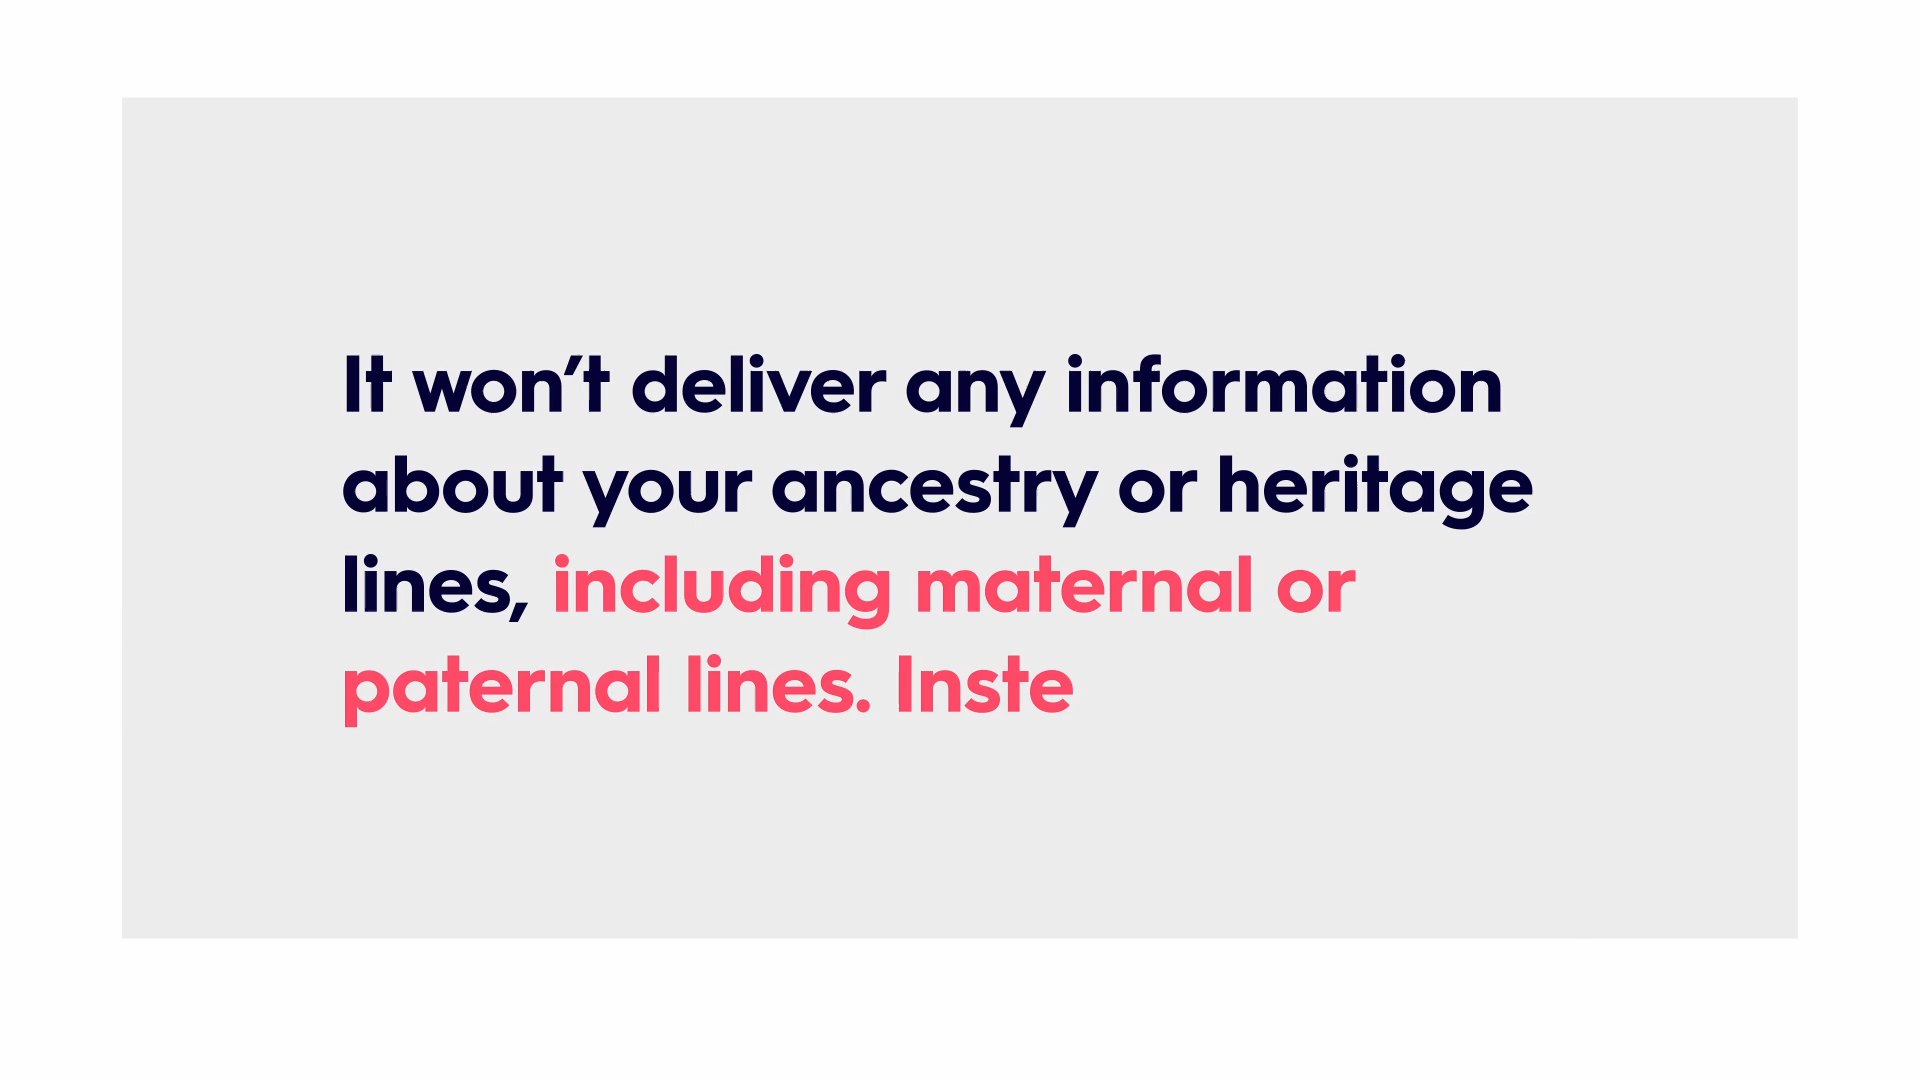 It won’t deliver any information
about your ancestry or heritage
lines, including maternal or
paternal lines. Inste